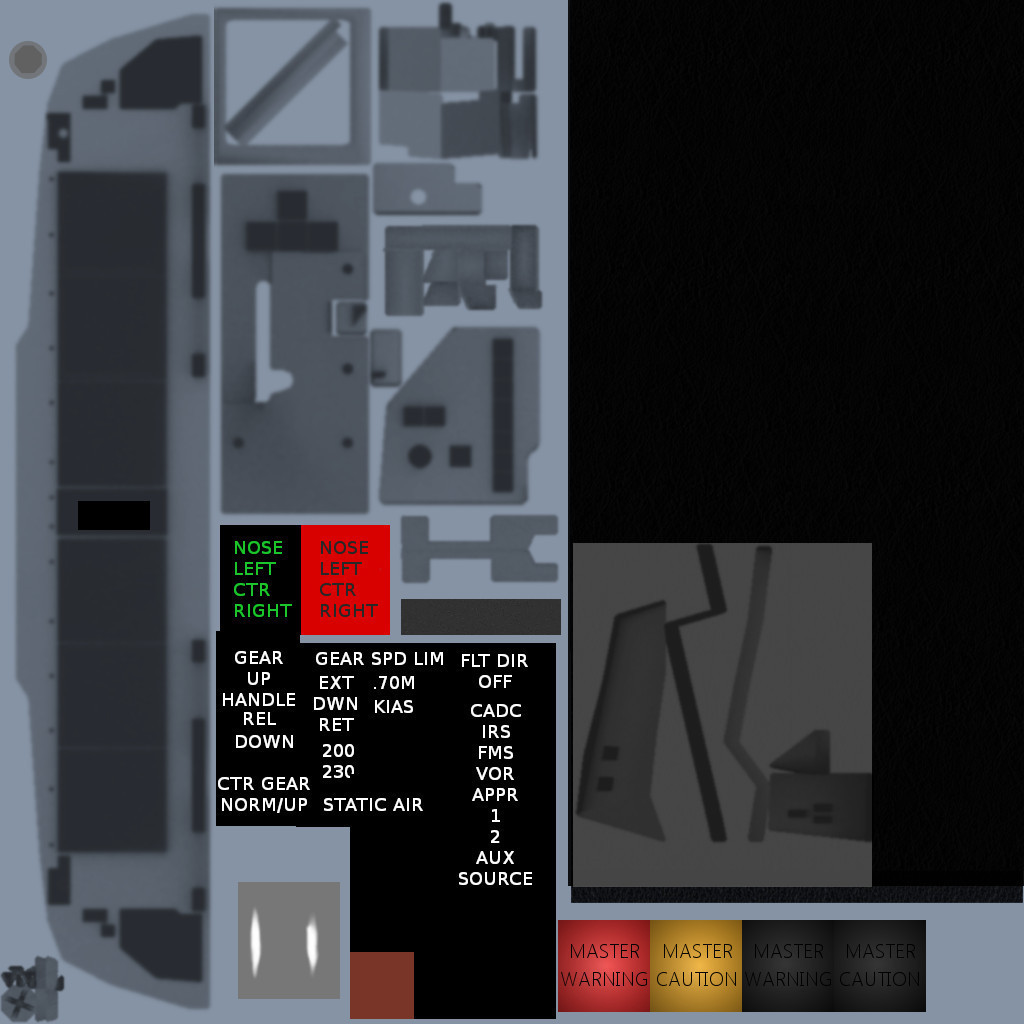 NOSE
LEFT
CTR
RIGHT
NOSE
LEFT
CTR
RIGHT
GEAR
UP
HANDLE
REL
DOWN
CTR GEAR
NORM/UP
GEAR SPD LIM
EXT .70M
DWN KIAS
RET
200
230
STATIC AIR
FLT DIR
OFF
CADC
IRS
FMS
VOR
APPR
1
2
AUX
SOURCE
MASTER
WARNING
MASTER
CAUTION
MASTER
WARNING
MASTER
CAUTION